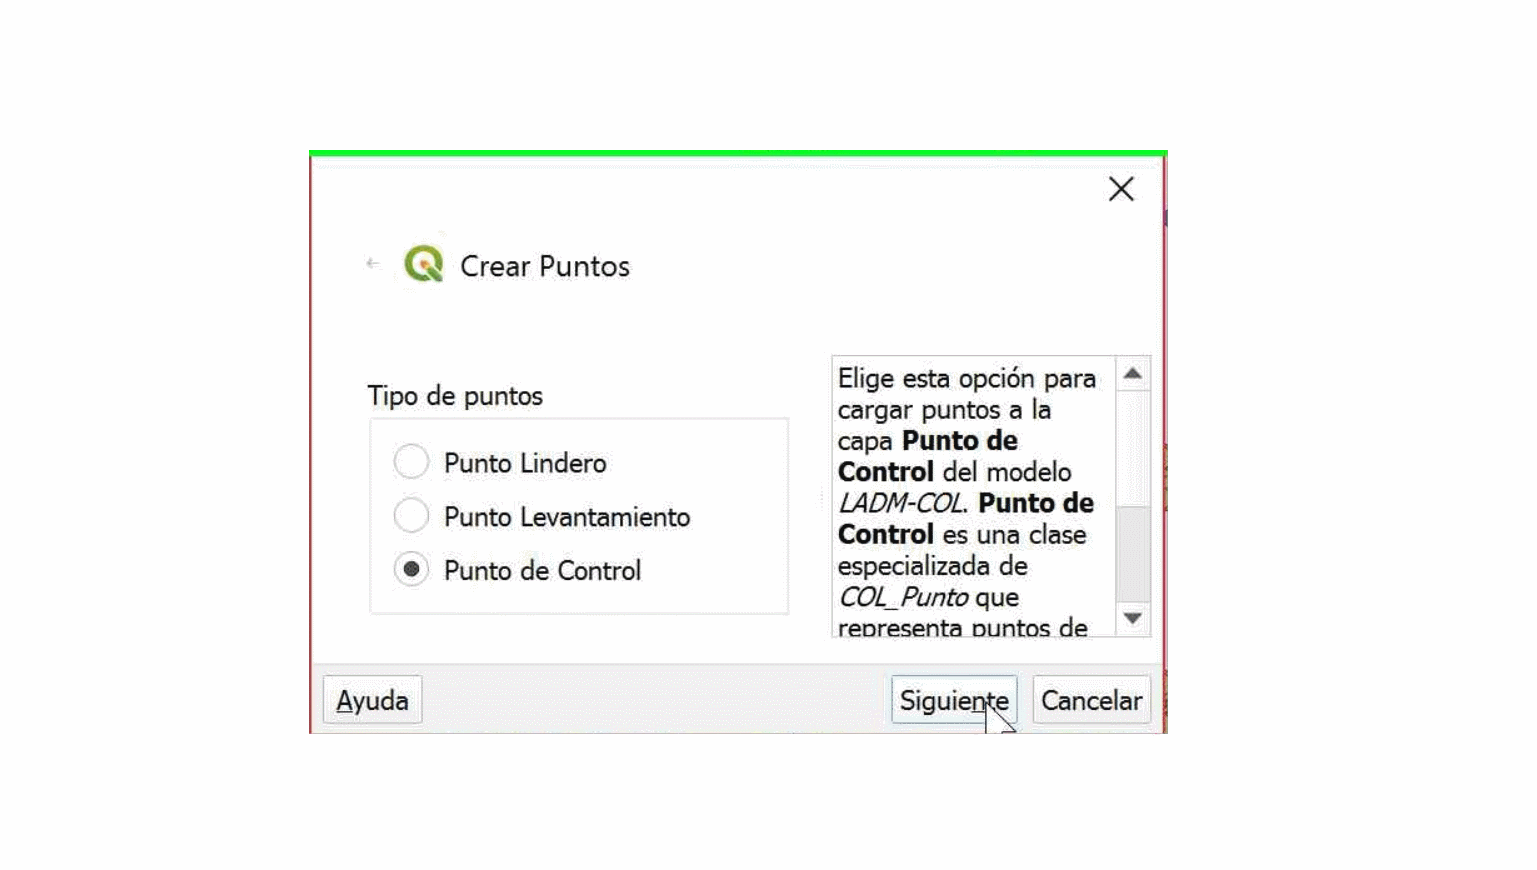 Crear Puntos
Tipo de puntos
Punto Lindero
Punto Levantamiento
Punto de Control
Elige esta opción para
cargar puntos a la
capa Punto de
Control del modelo
LADM-COL. Punto de
Control es una clase
especializada de
COL_Punto que
representa puntos de
Ayuda
Siguiente
Cancelar